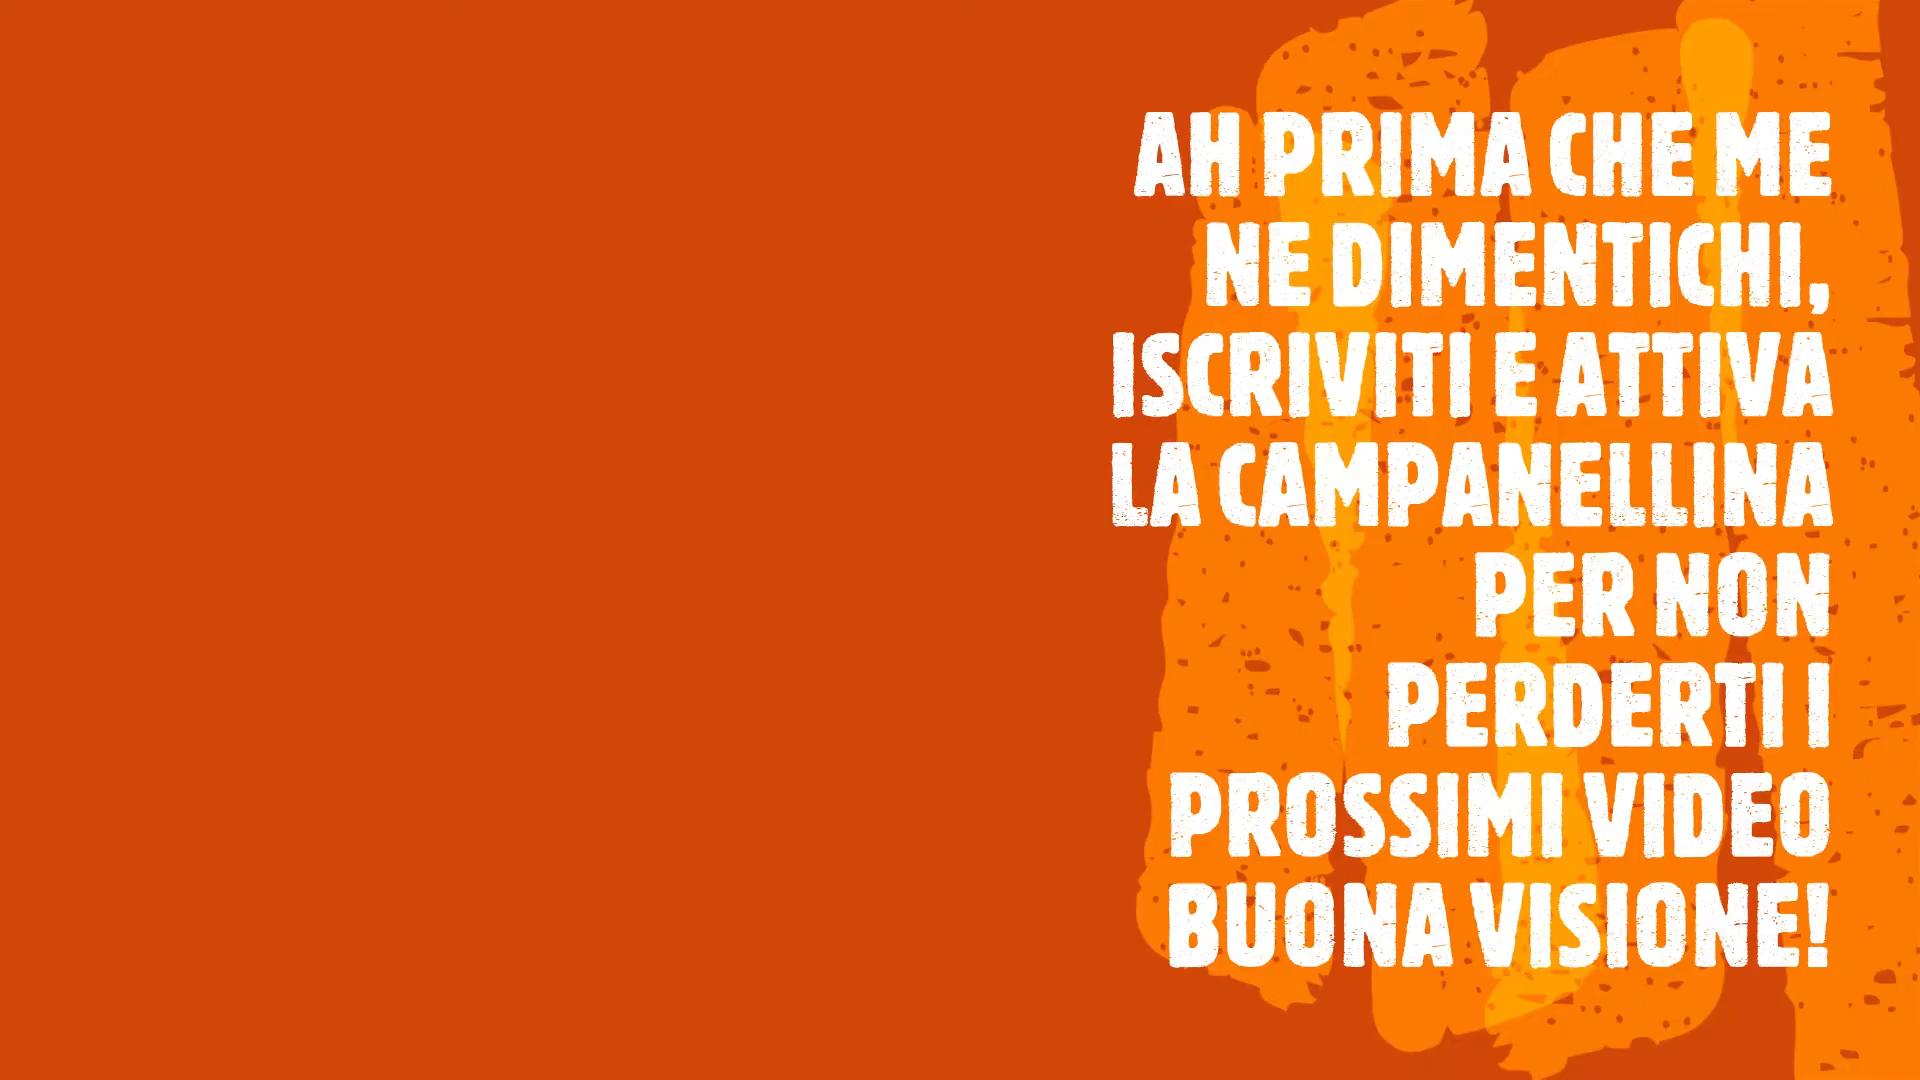 AH PRIMA CHE ME
NE DIMENTICHI,
ISCRIVITI E ATTIVA
LA CAMPANELLINA
PER NON
PERDERTI I
PROSSIMI VIDEO
BUONA VISIONE!